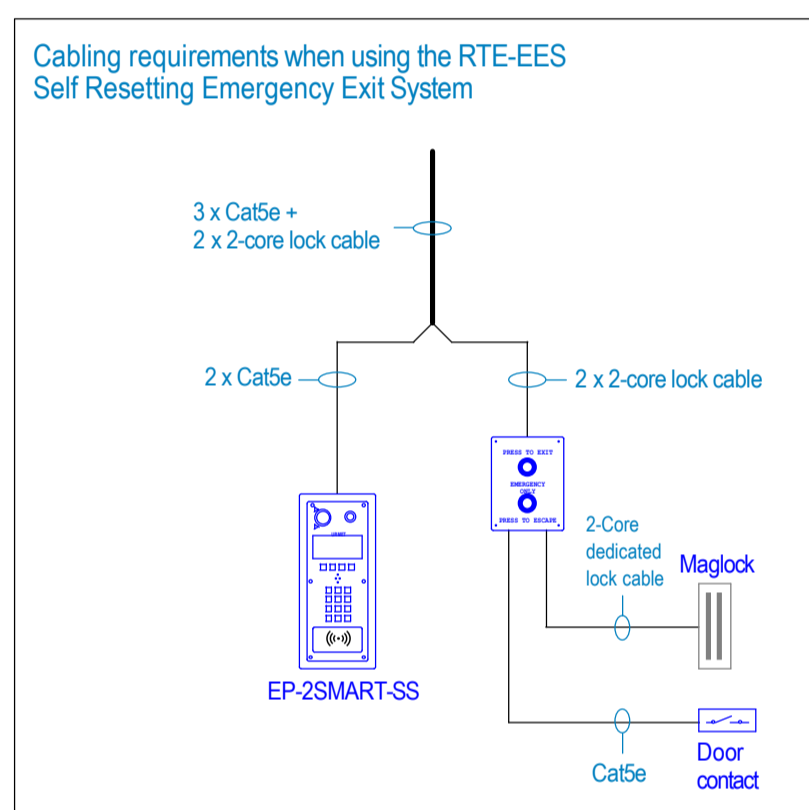 Cabling requirements when using the RTE-EES
Self Resetting Emergency Exit System
3 x Cat5e +
2 x 2-core lock cable
2 x Cat5e
2 x 2-core lock cable
PRESS TO EXIT
EMERGENCY
ONLY
PRESS TO ESCAPE
2-Core
dedicated
lock cable
Maglock
EP-2SMART-SS
Cat5e
Door
contact